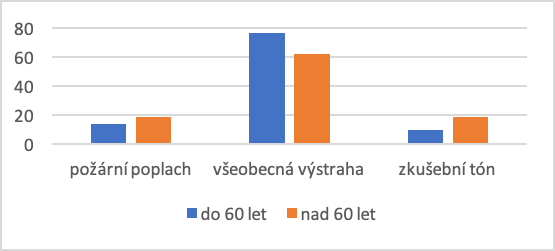 80
60
40
20
0
požární poplach všeobecná výstraha zkušební tón
do 60 let nad 60 let